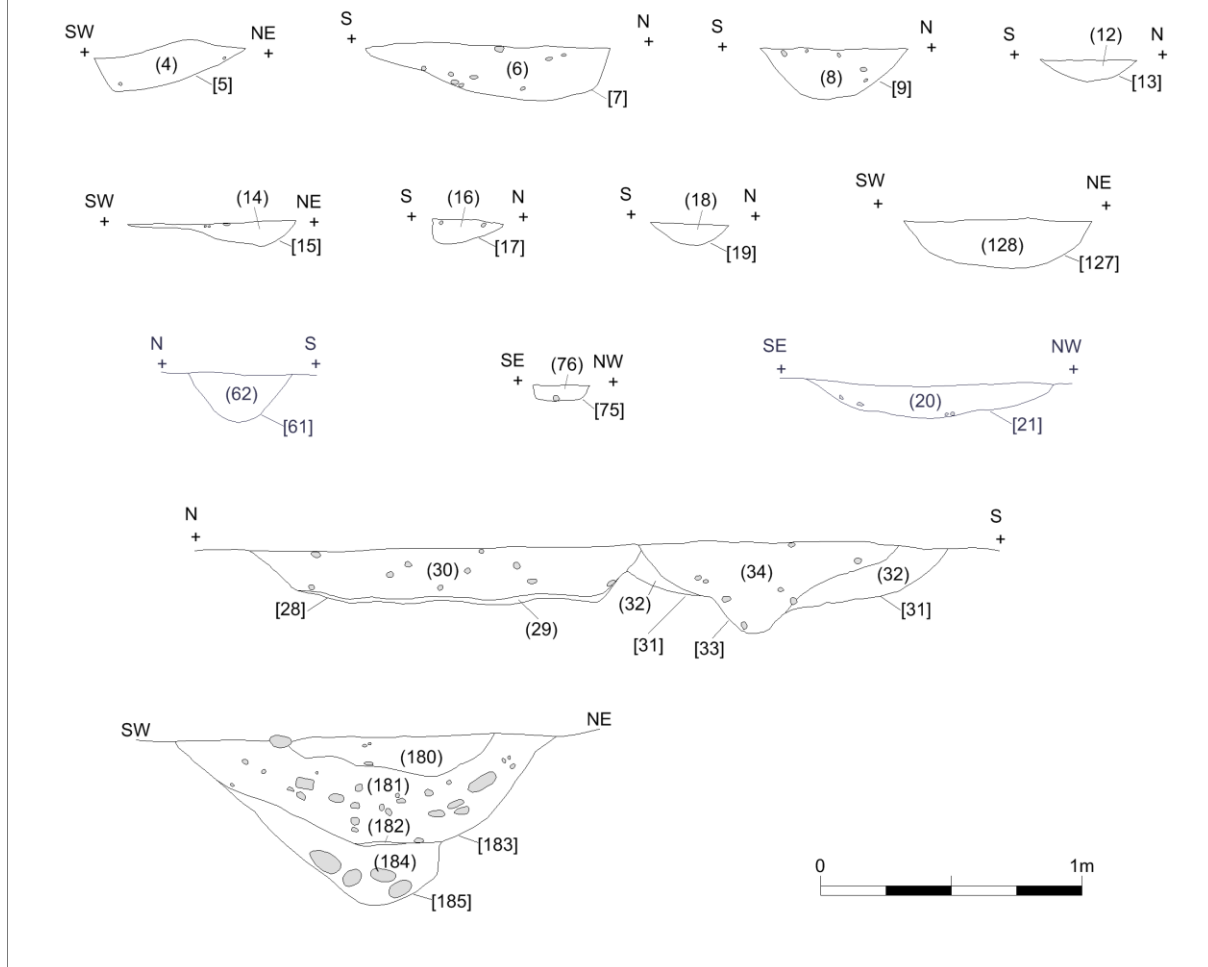 SW NE S N S N S N
(4) (6) (8) (12)
[5] [7] [9] [13]
SW NE S N S N SW NE
(14) (16) (18) (128)
[15] [17] [19] [127]
N S SE NW SE NW
(62) (76) (20)
[61] [75] [21]
N S
(30) (34) (32)
[28] (29) (32) [31] [33] [31]
SW NE
(180)
(181)
(182)
[183]
(184)
[185]
0 1m